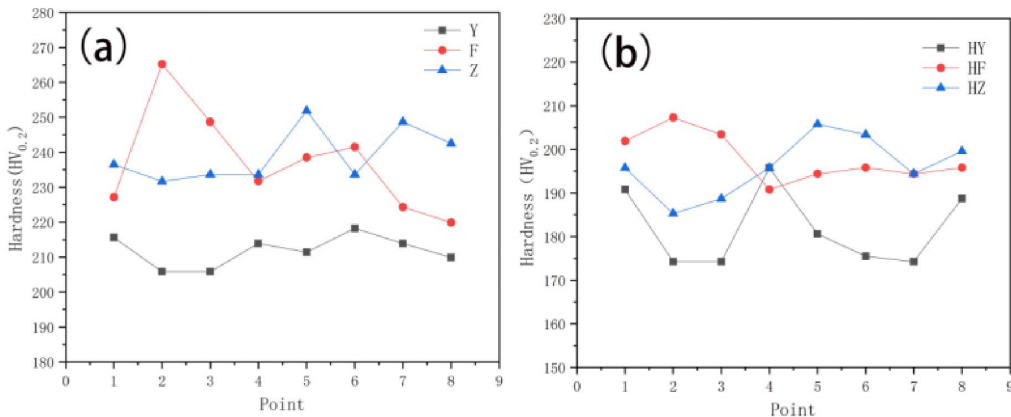 (a)
Y
F
Z
280
270
260
250
240
230
220
210
200
190
180
Hardness(HV0.2)
0 1 2 3 4 5 6 7 8 9
Point
(b)
HY
HF
HZ
230
220
210
200
190
180
170
160
150
Hardness (HV0.2)
0 1 2 3 4 5 6 7 8 9
Point